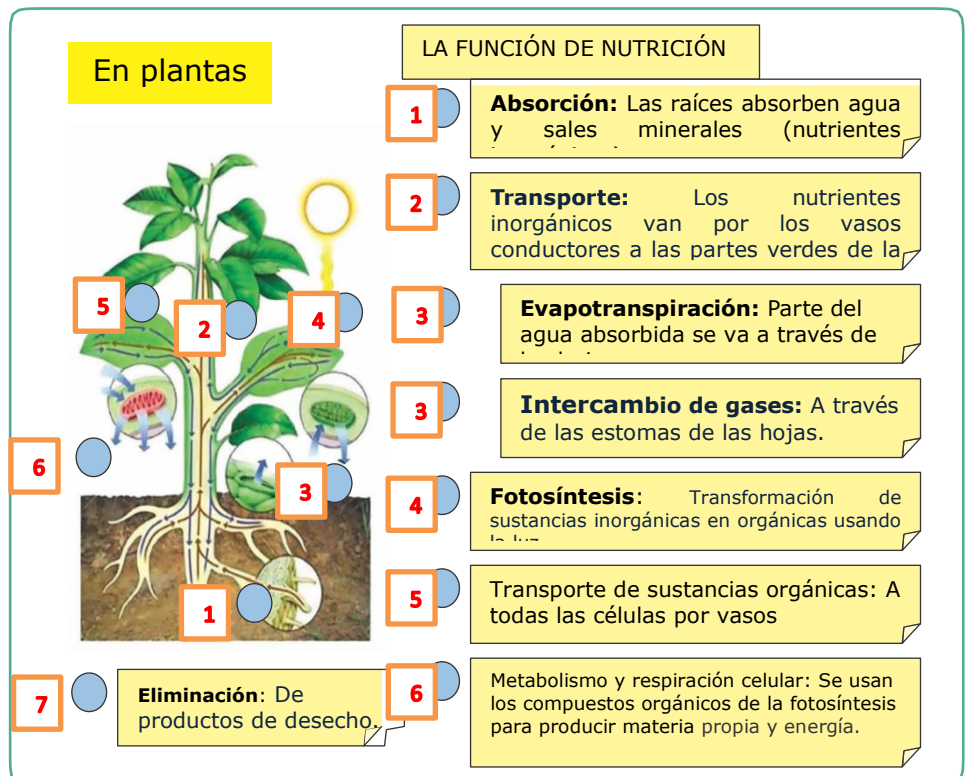 En plantas
LA FUNCIÓN DE NUTRICIÓN
1
Absorción: Las raíces absorben agua
y sales minerales (nutrientes
2
Transporte: Los nutrientes
inorgánicos van por los vasos
conductores a las partes verdes de la
3
Evapotranspiración: Parte del
agua absorbida se va a través de
3
Intercambio de gases: A través
de las estomas de las hojas.
4
Fotosíntesis: Transformación de
sustancias inorgánicas en orgánicas usando
la luz
5
Transporte de sustancias orgánicas: A
todas las células por vasos
6
Metabolismo y respiración celular: Se usan
los compuestos orgánicos de la fotosíntesis
para producir materia propia y energía.
7
Eliminación: De
productos de desecho.
5
2
4
6
3
1